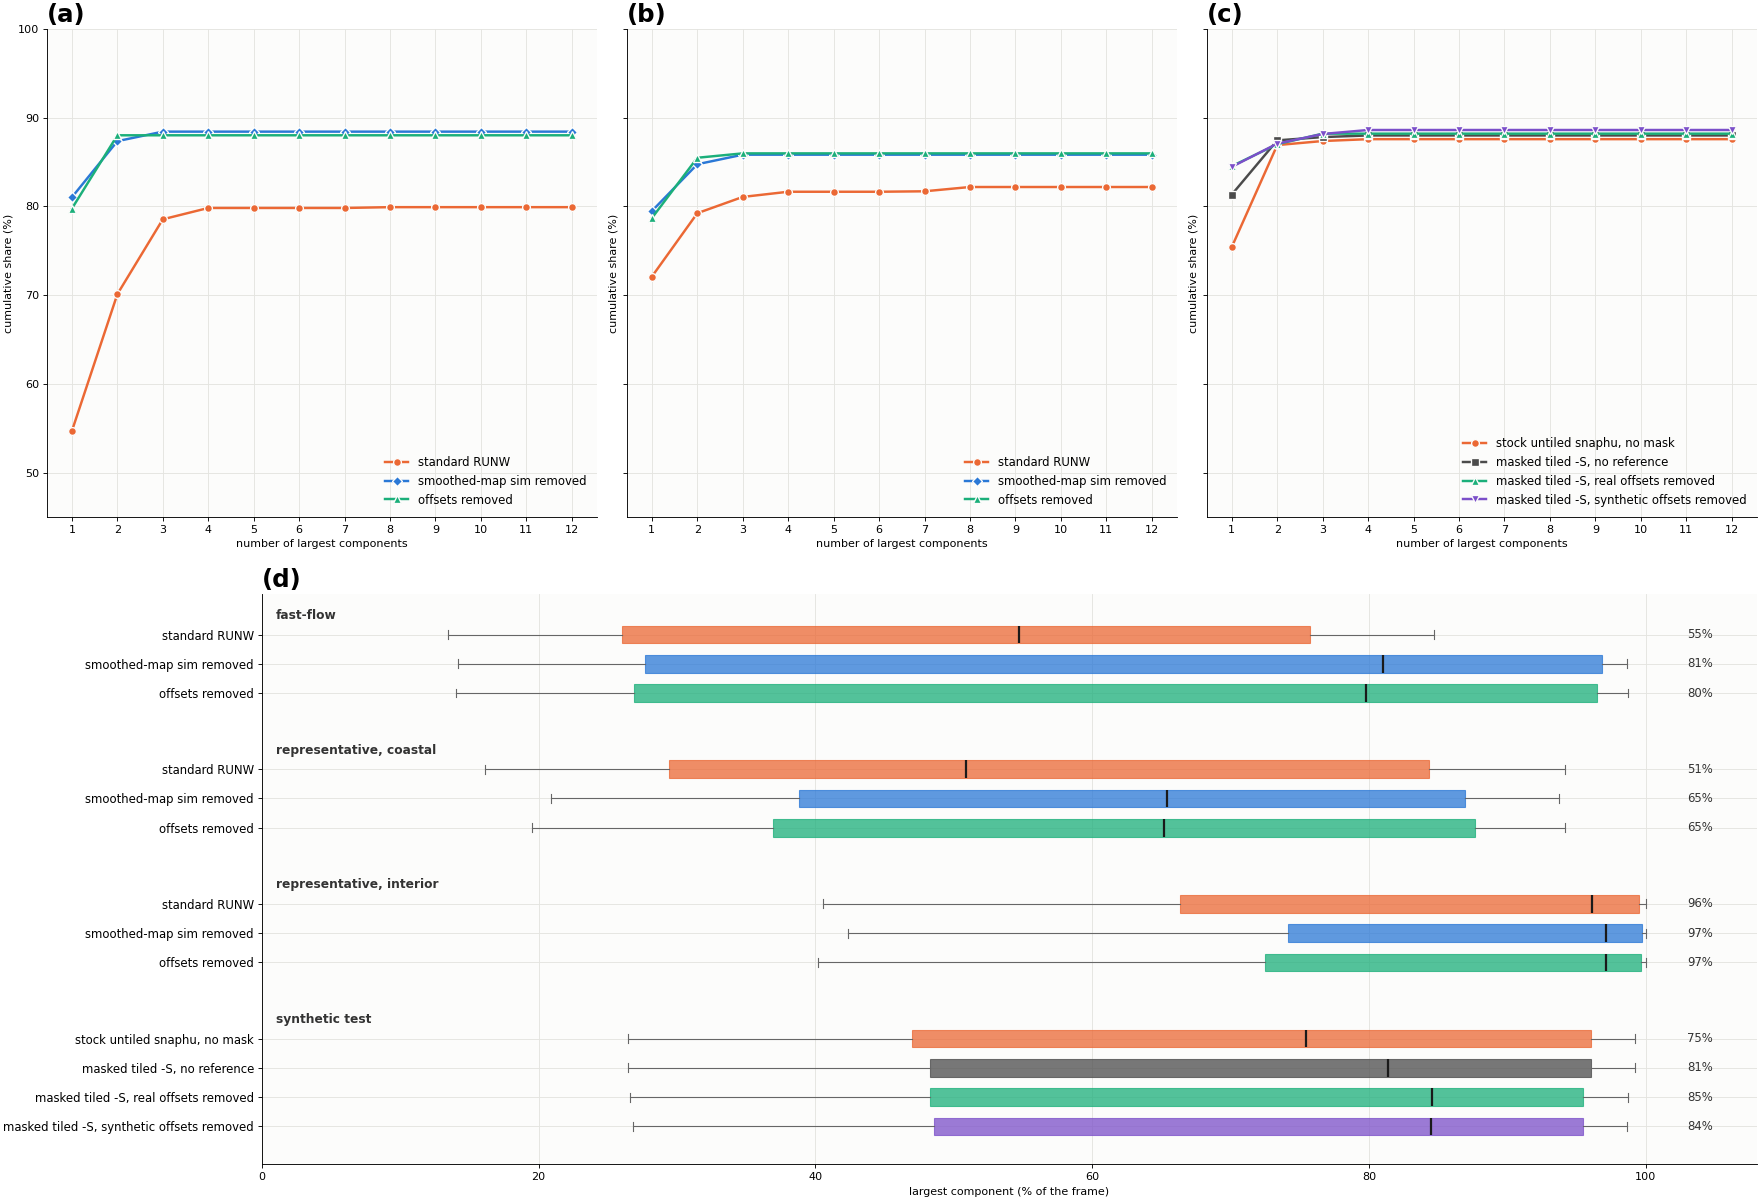 (a)
(b)
(c)
100
90
80
70
60
50
cumulative share (%)
cumulative share (%)
cumulative share (%)
standard RUNW
smoothed-map sim removed
offsets removed
standard RUNW
smoothed-map sim removed
offsets removed
stock untiled snaphu, no mask
masked tiled -S, no reference
masked tiled -S, real offsets removed
masked tiled -S, synthetic offsets removed
1 2 3 4 5 6 7 8 9 10 11 12
1 2 3 4 5 6 7 8 9 10 11 12
1 2 3 4 5 6 7 8 9 10 11 12
number of largest components
number of largest components
number of largest components
(d)
fast-flow
standard RUNW 55%
smoothed-map sim removed 81%
offsets removed 80%
representative, coastal
standard RUNW 51%
smoothed-map sim removed 65%
offsets removed 65%
representative, interior
standard RUNW 96%
smoothed-map sim removed 97%
offsets removed 97%
synthetic test
stock untiled snaphu, no mask 75%
masked tiled -S, no reference 81%
masked tiled -S, real offsets removed 85%
masked tiled -S, synthetic offsets removed 84%
0 20 40 60 80 100
largest component (% of the frame)